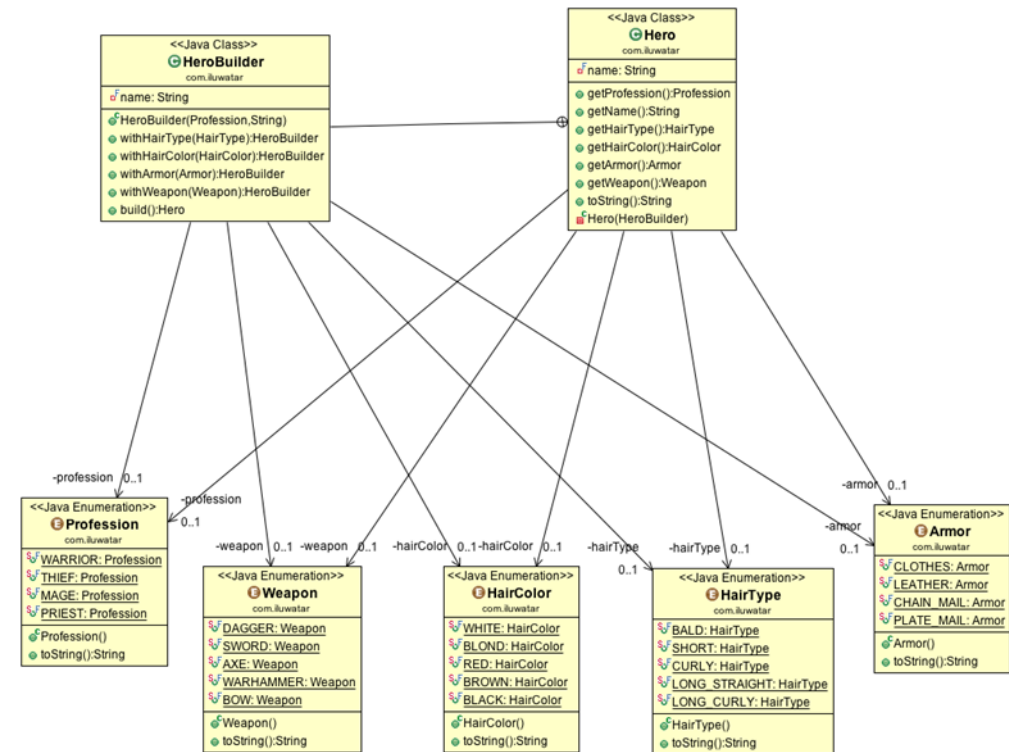 <<Java Class>>
HeroBuilder
com.iluwatar
name: String
HeroBuilder(Profession,String)
withHairType(HairType):HeroBuilder
withHairColor(HairColor):HeroBuilder
withArmor(Armor):HeroBuilder
withWeapon(Weapon):HeroBuilder
build():Hero
<<Java Class>>
Hero
com.iluwatar
name: String
getProfession():Profession
getName():String
getHairType():HairType
getHairColor():HairColor
getArmor():Armor
getWeapon():Weapon
toString():String
Hero(HeroBuilder)
-profession 0..1
-profession
0..1
-weapon 0..1
-weapon 0..1
-hairColor 0..1
-hairColor 0..1
-hairType
0..1
-hairType 0..1
-armor 0..1
-armor
0..1
<<Java Enumeration>>
Profession
com.iluwatar
WARRIOR: Profession
THIEF: Profession
MAGE: Profession
PRIEST: Profession
Profession()
toString():String
<<Java Enumeration>>
Weapon
com.iluwatar
DAGGER: Weapon
SWORD: Weapon
AXE: Weapon
WARHAMMER: Weapon
BOW: Weapon
Weapon()
toString():String
<<Java Enumeration>>
HairColor
com.iluwatar
WHITE: HairColor
BLOND: HairColor
RED: HairColor
BROWN: HairColor
BLACK: HairColor
HairColor()
toString():String
<<Java Enumeration>>
HairType
com.iluwatar
BALD: HairType
SHORT: HairType
CURLY: HairType
LONG_STRAIGHT: HairType
LONG_CURLY: HairType
HairType()
toString():String
<<Java Enumeration>>
Armor
com.iluwatar
CLOTHES: Armor
LEATHER: Armor
CHAIN_MAIL: Armor
PLATE_MAIL: Armor
Armor()
toString():String